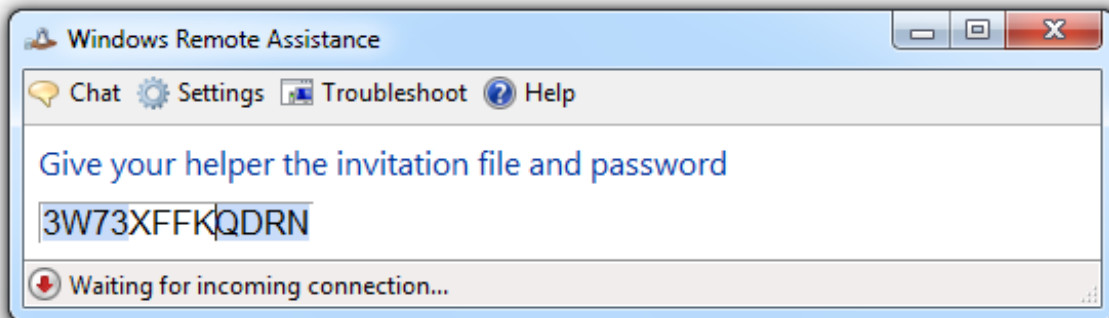 Windows Remote Assistance
Chat Settings Troubleshoot Help
Give your helper the invitation file and password
3W73XFFKQDRN
Waiting for incoming connection...